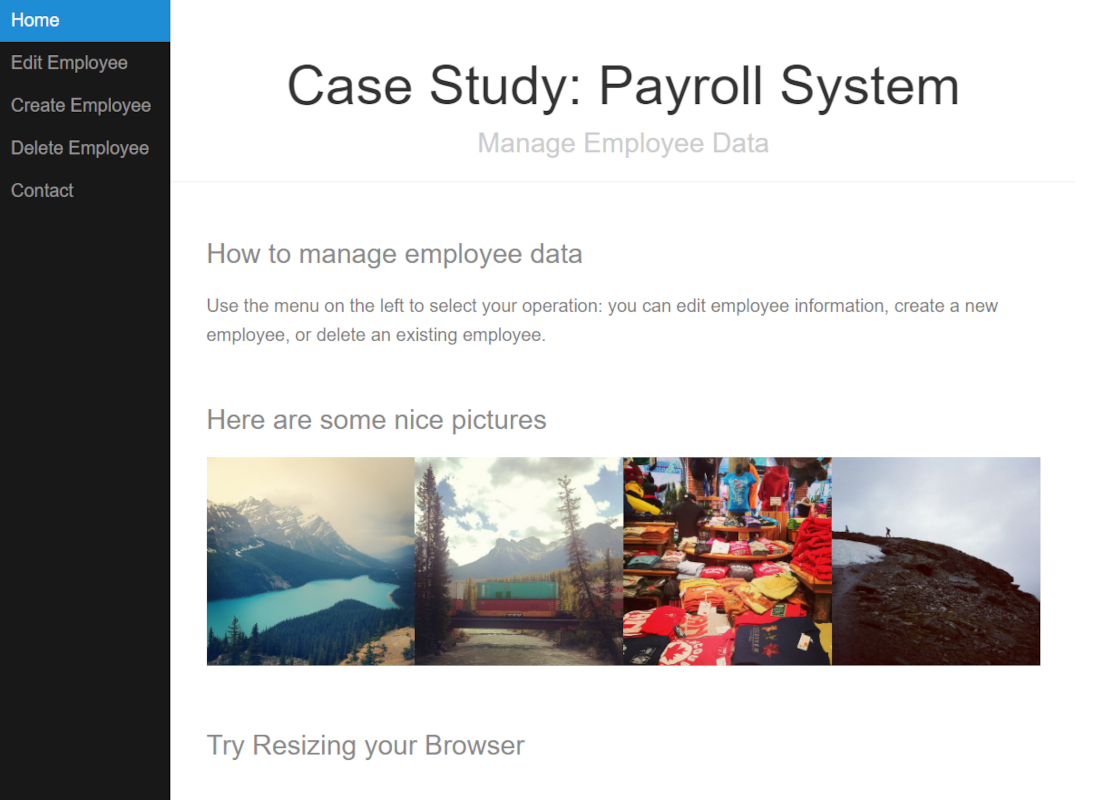 Home
Edit Employee
Create Employee
Delete Employee
Contact
Case Study: Payroll System
Manage Employee Data
How to manage employee data
Use the menu on the left to select your operation: you can edit employee information, create a new
employee, or delete an existing employee.
Here are some nice pictures
Try Resizing your Browser